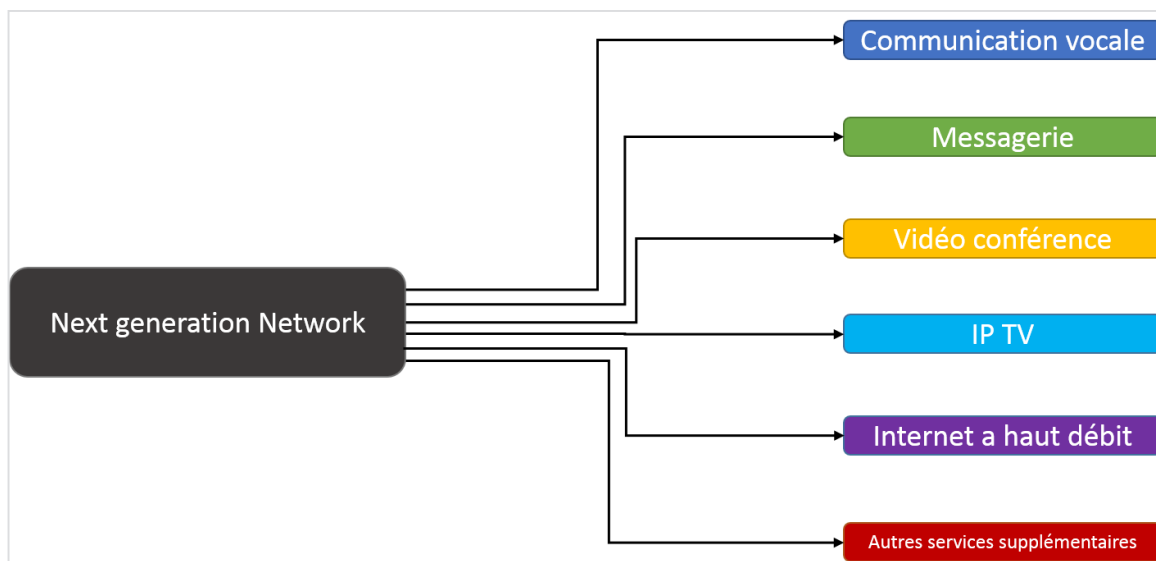 Communication vocale
Messagerie
Vidéo conférence
Next generation Network
IP TV
Internet a haut débit
Autres services supplémentaires